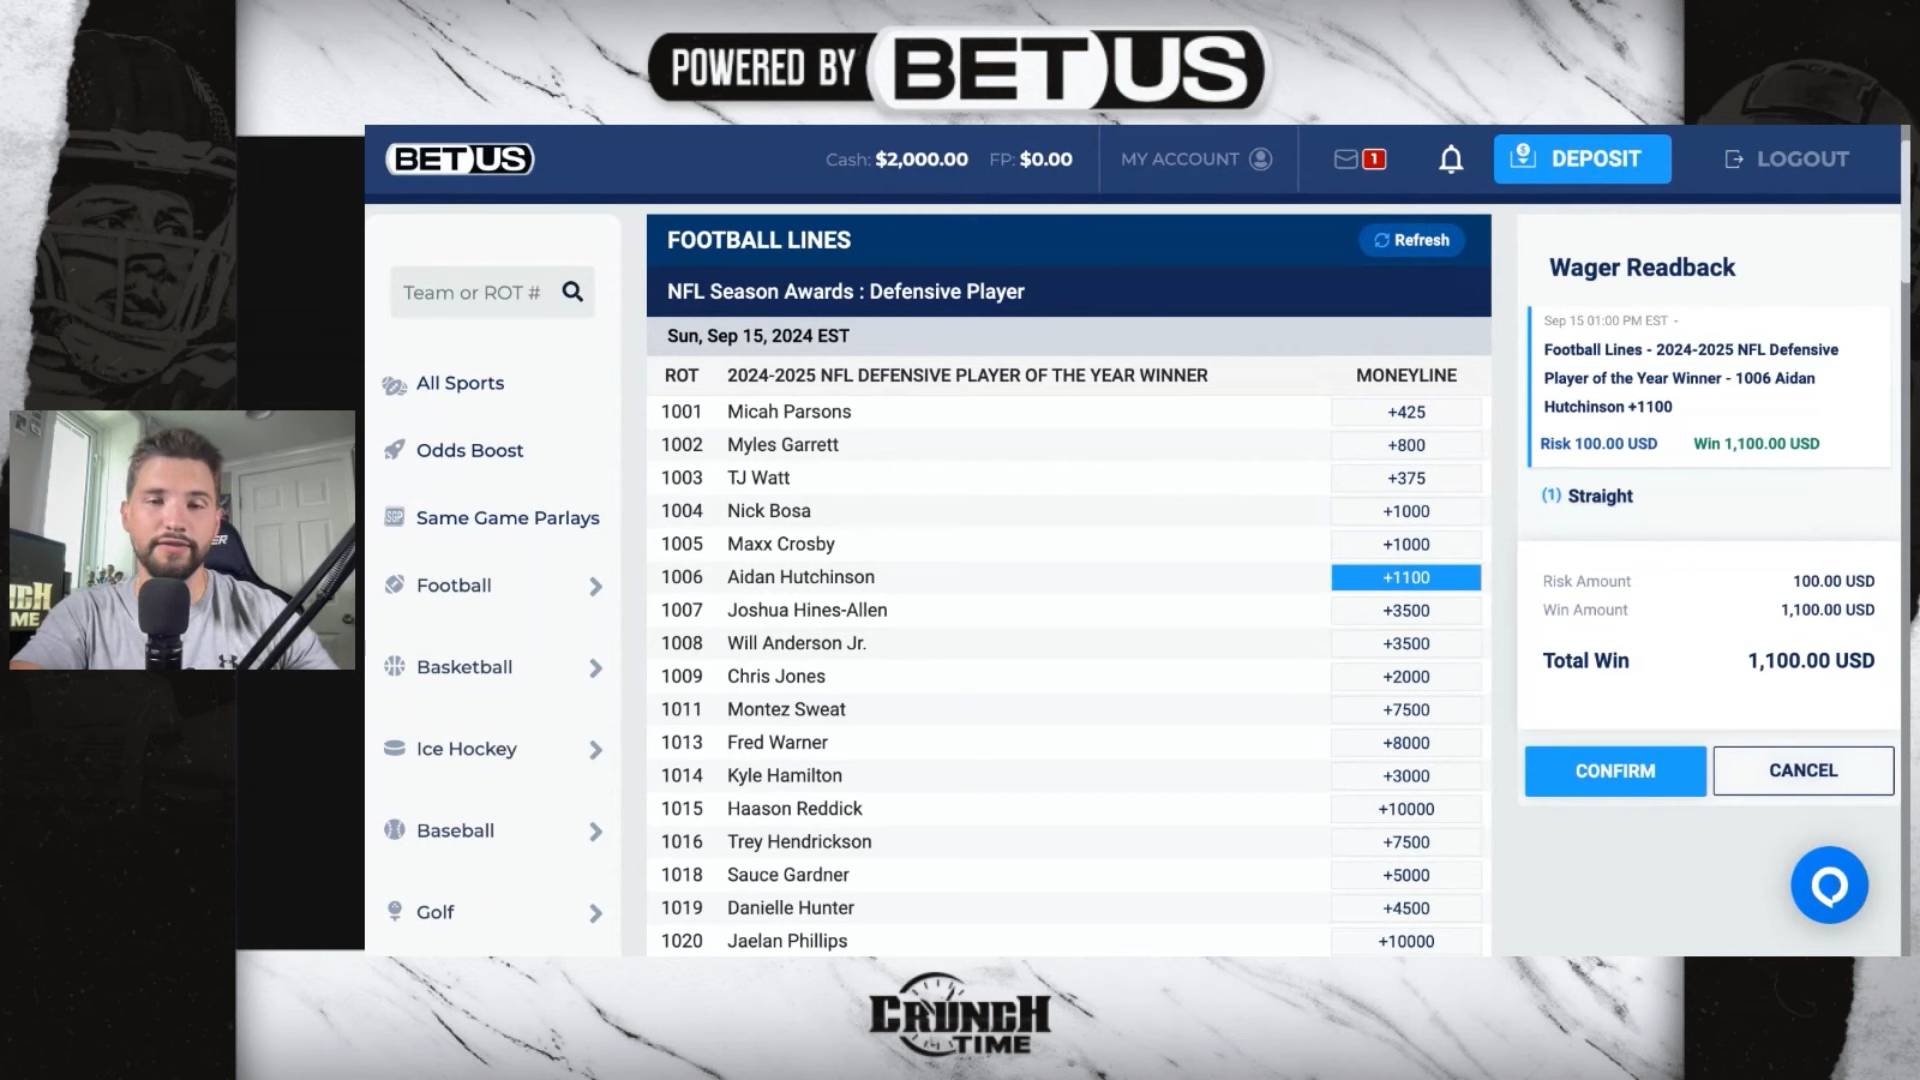 POWERED BY BETUS
BETUS
Cash: $2,000.00 FP: $0.00 MY ACCOUNT 1 DEPOSIT LOGOUT
Team or ROT #
All Sports
Odds Boost
SGP Same Game Parlays
Football
Basketball
Ice Hockey
Baseball
Golf
FOOTBALL LINES Refresh
NFL Season Awards : Defensive Player
Sun, Sep 15, 2024 EST
ROT 2024-2025 NFL DEFENSIVE PLAYER OF THE YEAR WINNER MONEYLINE
1001 Micah Parsons +425
1002 Myles Garrett +800
1003 TJ Watt +375
1004 Nick Bosa +1000
1005 Maxx Crosby +1000
1006 Aidan Hutchinson +1100
1007 Joshua Hines-Allen +3500
1008 Will Anderson Jr. +3500
1009 Chris Jones +2000
1011 Montez Sweat +7500
1013 Fred Warner +8000
1014 Kyle Hamilton +3000
1015 Haason Reddick +10000
1016 Trey Hendrickson +7500
1018 Sauce Gardner +5000
1019 Danielle Hunter +4500
1020 Jaelan Phillips +10000
Wager Readback
Sep 15 01:00 PM EST -
Football Lines - 2024-2025 NFL Defensive
Player of the Year Winner - 1006 Aidan
Hutchinson +1100
Risk 100.00 USD Win 1,100.00 USD
(1) Straight
Risk Amount 100.00 USD
Win Amount 1,100.00 USD
Total Win 1,100.00 USD
CONFIRM CANCEL
CRUNCH
TIME